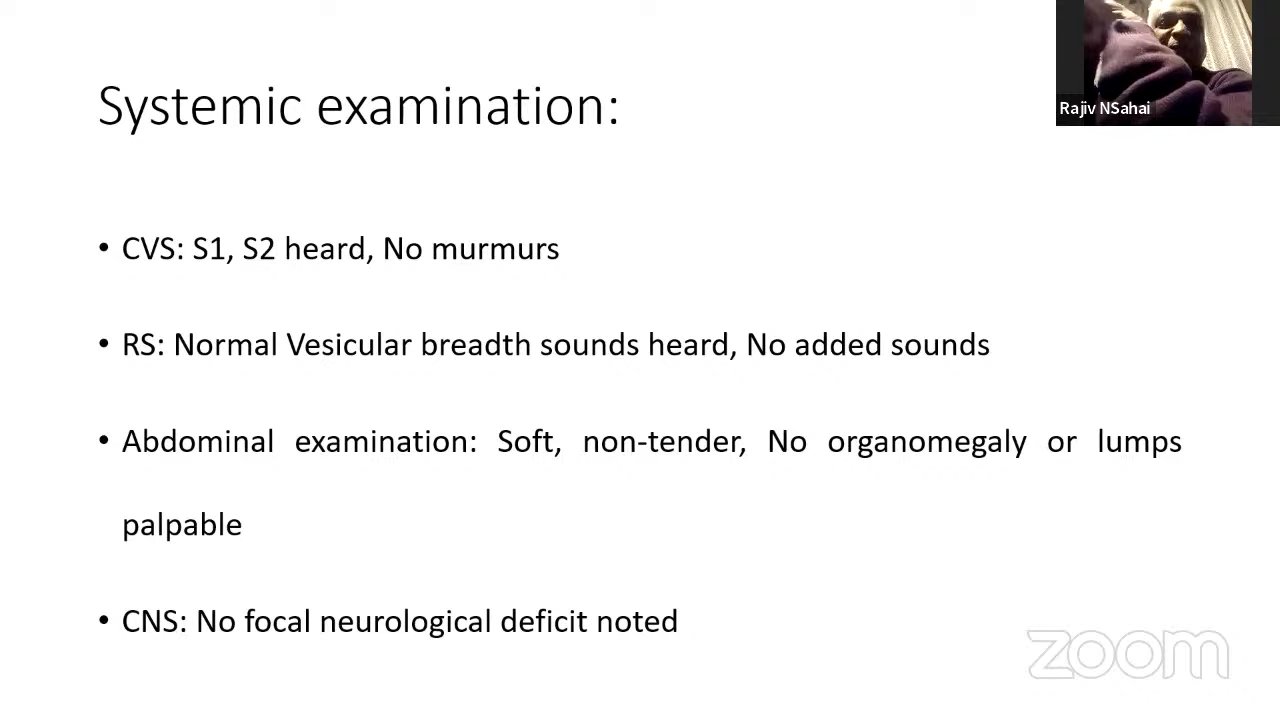 Systemic examination:
Rajiv NSahai
• CVS: S1, S2 heard, No murmurs
• RS: Normal Vesicular breadth sounds heard, No added sounds
• Abdominal examination: Soft, non-tender, No organomegaly or lumps
palpable
• CNS: No focal neurological deficit noted
zoom